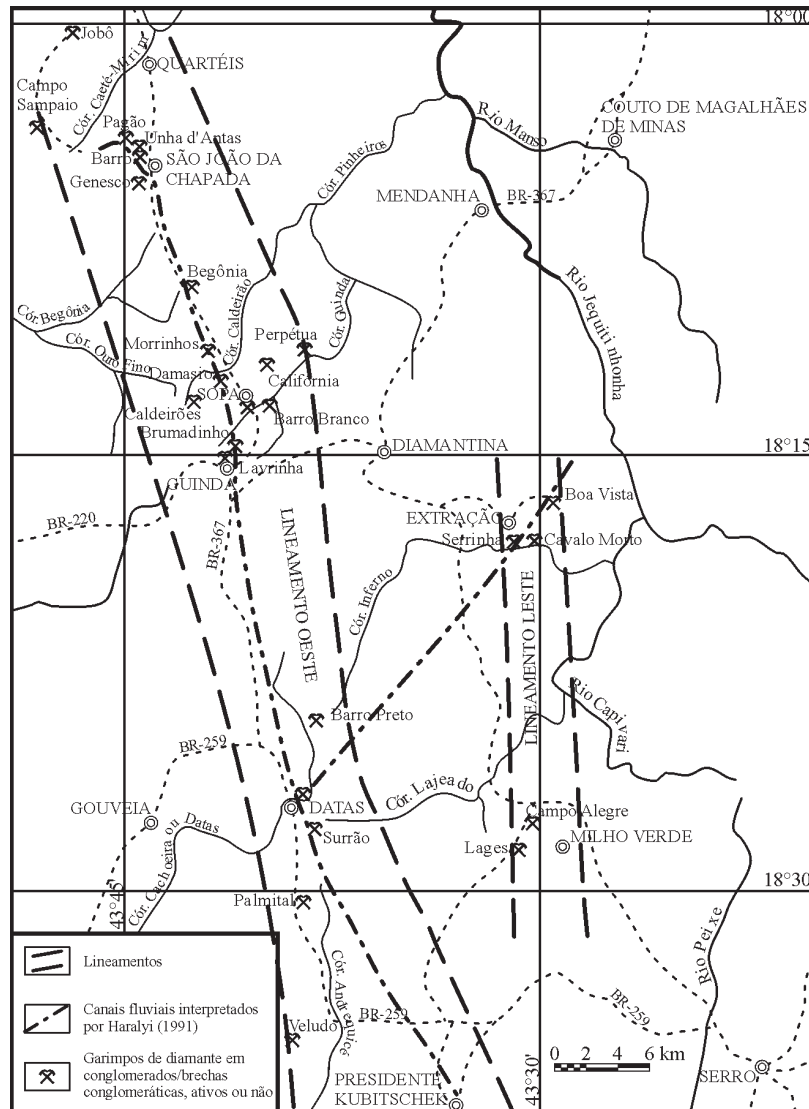 18°00'
Jobô
Cór. Caeté-Mirim
QUARTÉIS
Campo
Sampaio
Pagão
Unha d'Antas
Barro
SÃO JOÃO DA
CHAPADA
Genesco
Rio Manso
COUTO DE MAGALHÃES
DE MINAS
Cór. Pinheiros
MENDANHA
BR-367
Begônia
Cór. Caldeirão
Cór. Guinda
Rio Jequitinhonha
Cór. Begônia
Cór. Ouro Fino
Morrinhos
Perpétua
Damasio
Califórnia
SOPA
Caldeirões
Barro Branco
Brumadinho
DIAMANTINA
18°15'
Lavrinha
GUINDA
BR-220
BR-367
Boa Vista
EXTRAÇÃO
Serrinha
Cavalo Morto
LINEAMENTO OESTE
Cór. Inferno
LINEAMENTO LESTE
Rio Capivari
Barro Preto
BR-259
Cór. Lajeado
GOUVEIA
DATAS
Cór. Cachoeira ou Datas
Surrão
Campo Alegre
Lages
MILHO VERDE
18°30'
43°45'
Palmital
Cór. Andrequicé
Rio Peixe
BR-259
BR-259
Veludo
PRESIDENTE
KUBITSCHEK
43°30'
0 2 4 6 km
SERRO
Lineamentos
Canais fluviais interpretados
por Haralyi (1991)
Garimpos de diamante em
conglomerados/brechas
conglomeráticas, ativos ou não